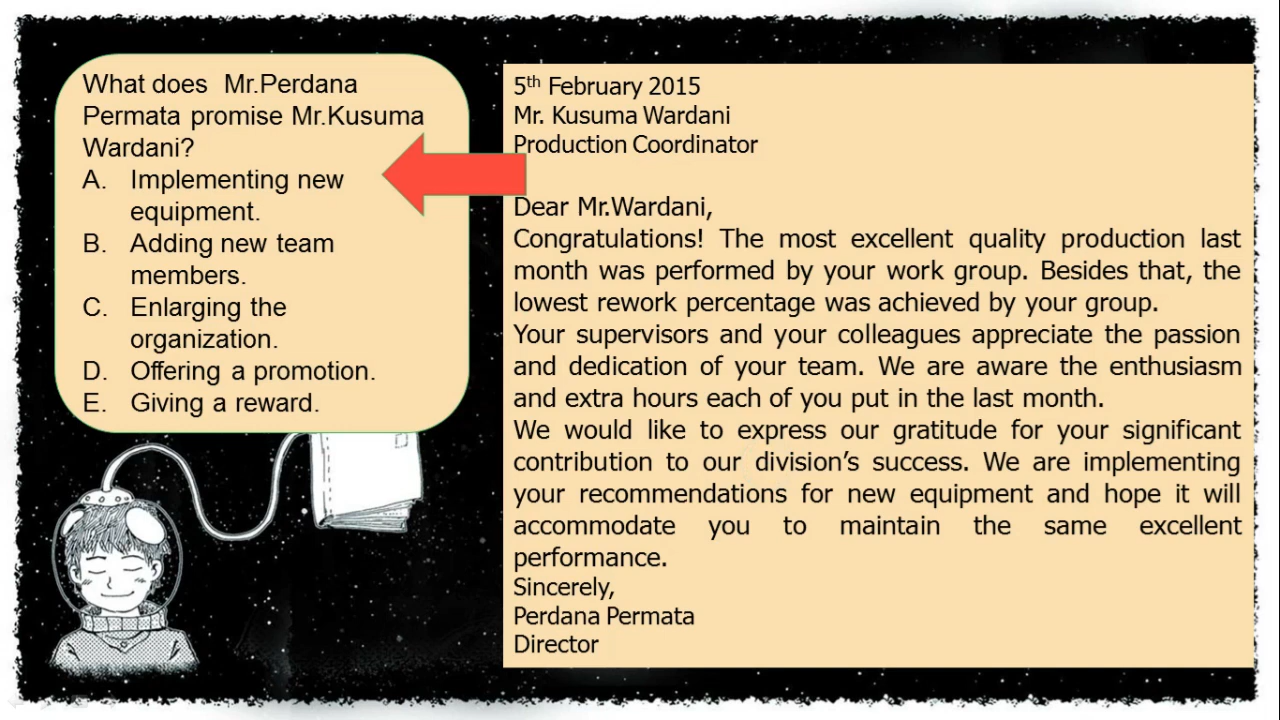 What does Mr.Perdana
Permata promise Mr.Kusuma
Wardani?
A. Implementing new
equipment.
B. Adding new team
members.
C. Enlarging the
organization.
D. Offering a promotion.
E. Giving a reward.
5th February 2015
Mr. Kusuma Wardani
Production Coordinator
Dear Mr.Wardani,
Congratulations! The most excellent quality production last
month was performed by your work group. Besides that, the
lowest rework percentage was achieved by your group.
Your supervisors and your colleagues appreciate the passion
and dedication of your team. We are aware the enthusiasm
and extra hours each of you put in the last month.
We would like to express our gratitude for your significant
contribution to our division’s success. We are implementing
your recommendations for new equipment and hope it will
accommodate you to maintain the same excellent
performance.
Sincerely,
Perdana Permata
Director